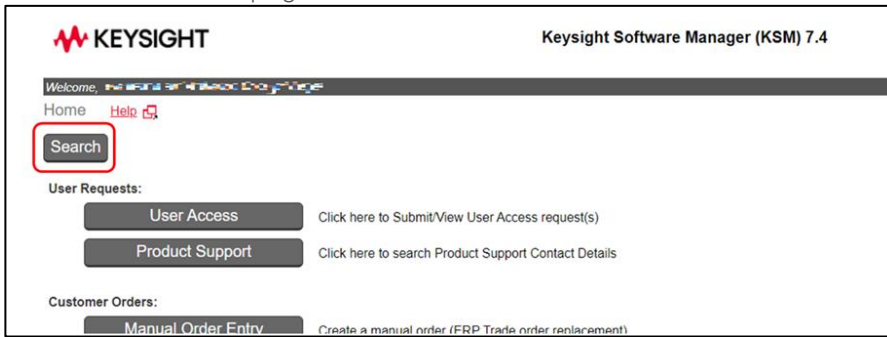 KEYSIGHT
Keysight Software Manager (KSM) 7.4
Welcome,
Home Help
Search
User Requests:
User Access Click here to Submit/View User Access request(s)
Product Support Click here to search Product Support Contact Details
Customer Orders:
Manual Order Entry Create a manual order (ERP Trade order replacement)